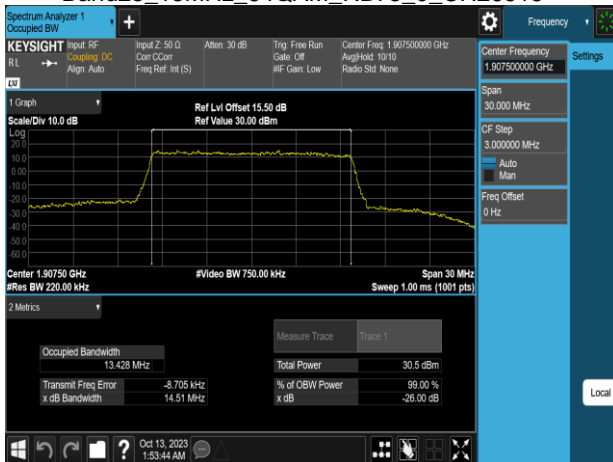 Spectrum Analyzer 1
Occupied BW
Frequency
KEYSIGHT
RL
Input: RF
Coupling: DC
Align: Auto
Input Z: 50 Ω
Corr CCorr
Freq Ref: Int (S)
Atten: 30 dB
Trig: Free Run
Gate: Off
#IF Gain: Low
Center Freq: 1.907500000 GHz
Avg|Hold: 10/10
Radio Std: None
LXI
1 Graph
Scale/Div 10.0 dB
Ref Lvl Offset 15.50 dB
Ref Value 30.00 dBm
Log
20.0
10.0
0.00
-10.0
-20.0
-30.0
-40.0
-50.0
-60.0
Center 1.90750 GHz
#Res BW 220.00 kHz
#Video BW 750.00 kHz
Span 30 MHz
Sweep 1.00 ms (1001 pts)
2 Metrics
Measure Trace
Trace 1
Occupied Bandwidth
13.428 MHz
Total Power
30.5 dBm
Transmit Freq Error
-8.705 kHz
% of OBW Power
99.00 %
x dB Bandwidth
14.51 MHz
x dB
-26.00 dB
Center Frequency
1.907500000 GHz
Settings
Span
30.000 MHz
CF Step
3.000000 MHz
Auto
Man
Freq Offset
0 Hz
Local
?
Oct 13, 2023
1:53:44 AM